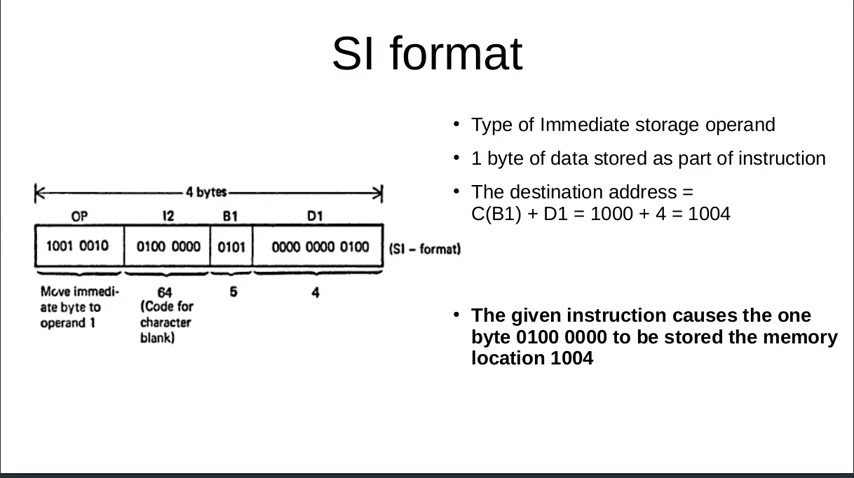 SI format
• Type of Immediate storage operand
• 1 byte of data stored as part of instruction
• The destination address =
C(B1) + D1 = 1000 + 4 = 1004
• The given instruction causes the one
byte 0100 0000 to be stored the memory
location 1004
4 bytes
OP I2 B1 D1
1001 0010 0100 0000 0101 0000 0000 0100 (SI – format)
Move immedi-
ate byte to
operand 1
64
(Code for
character
blank)
5
4